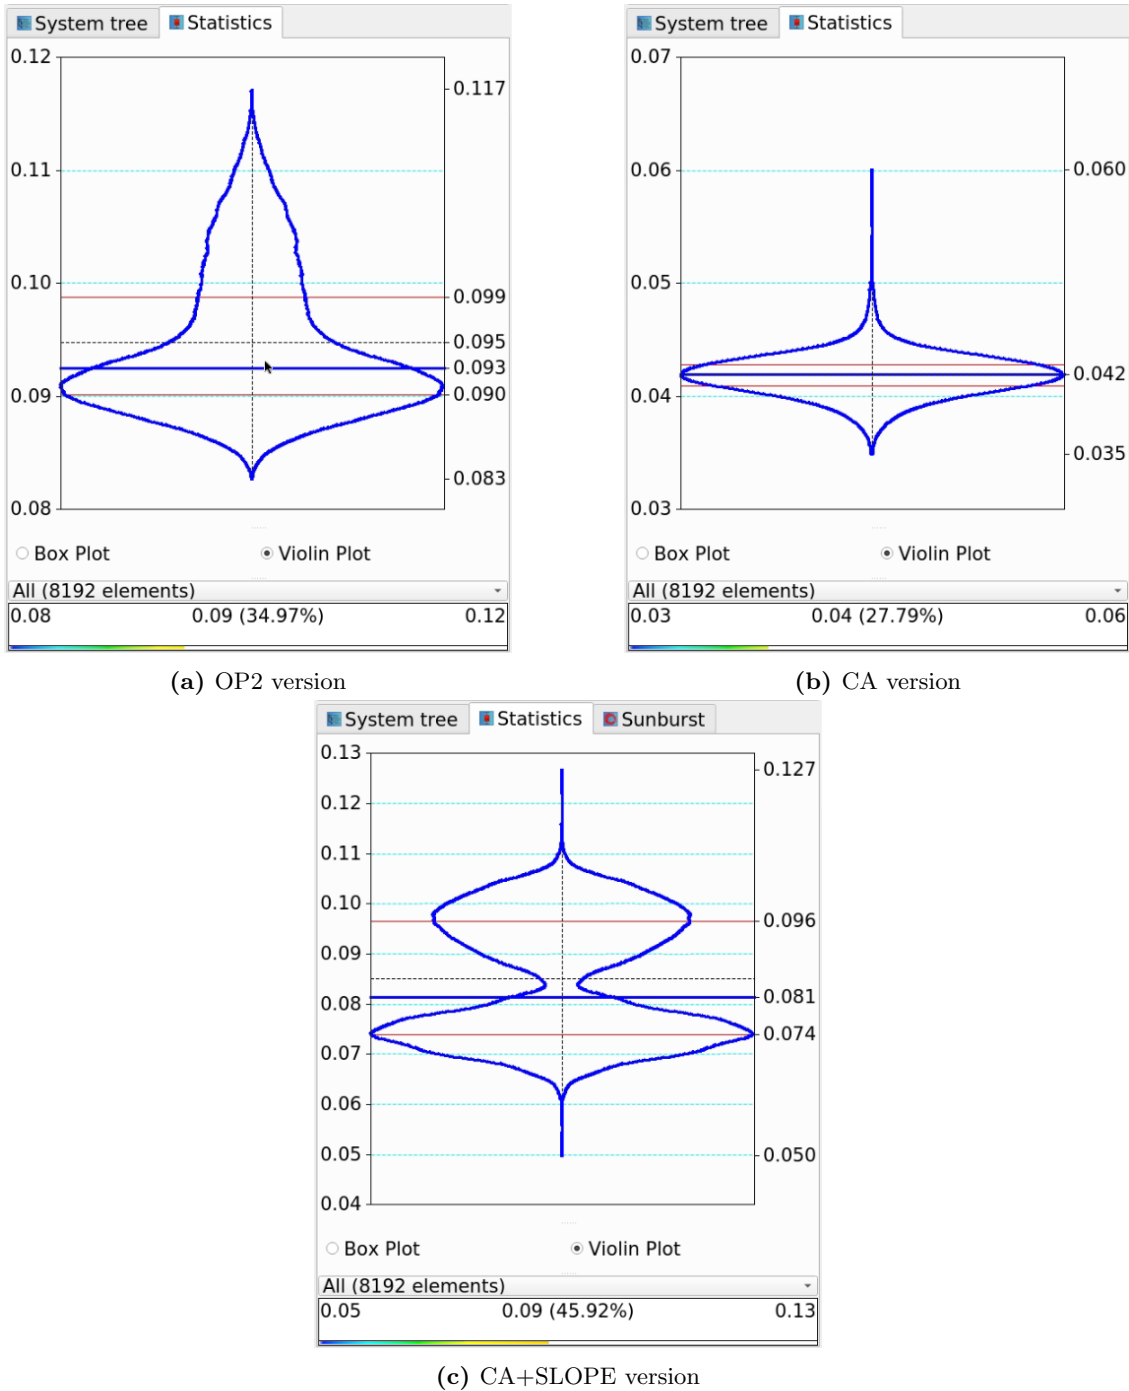 System tree Statistics
0.12
0.117
0.11
0.10
0.099
0.095
0.093
0.090
0.09
0.083
0.08
Box Plot Violin Plot
All (8192 elements)
0.08 0.09 (34.97%) 0.12
(a) OP2 version
System tree Statistics
0.07
0.06
0.060
0.05
0.042
0.04
0.035
0.03
Box Plot Violin Plot
All (8192 elements)
0.03 0.04 (27.79%) 0.06
(b) CA version
System tree Statistics Sunburst
0.13
0.127
0.12
0.11
0.10
0.096
0.09
0.081
0.08
0.074
0.07
0.06
0.050
0.05
0.04
Box Plot Violin Plot
All (8192 elements)
0.05 0.09 (45.92%) 0.13
(c) CA+SLOPE version